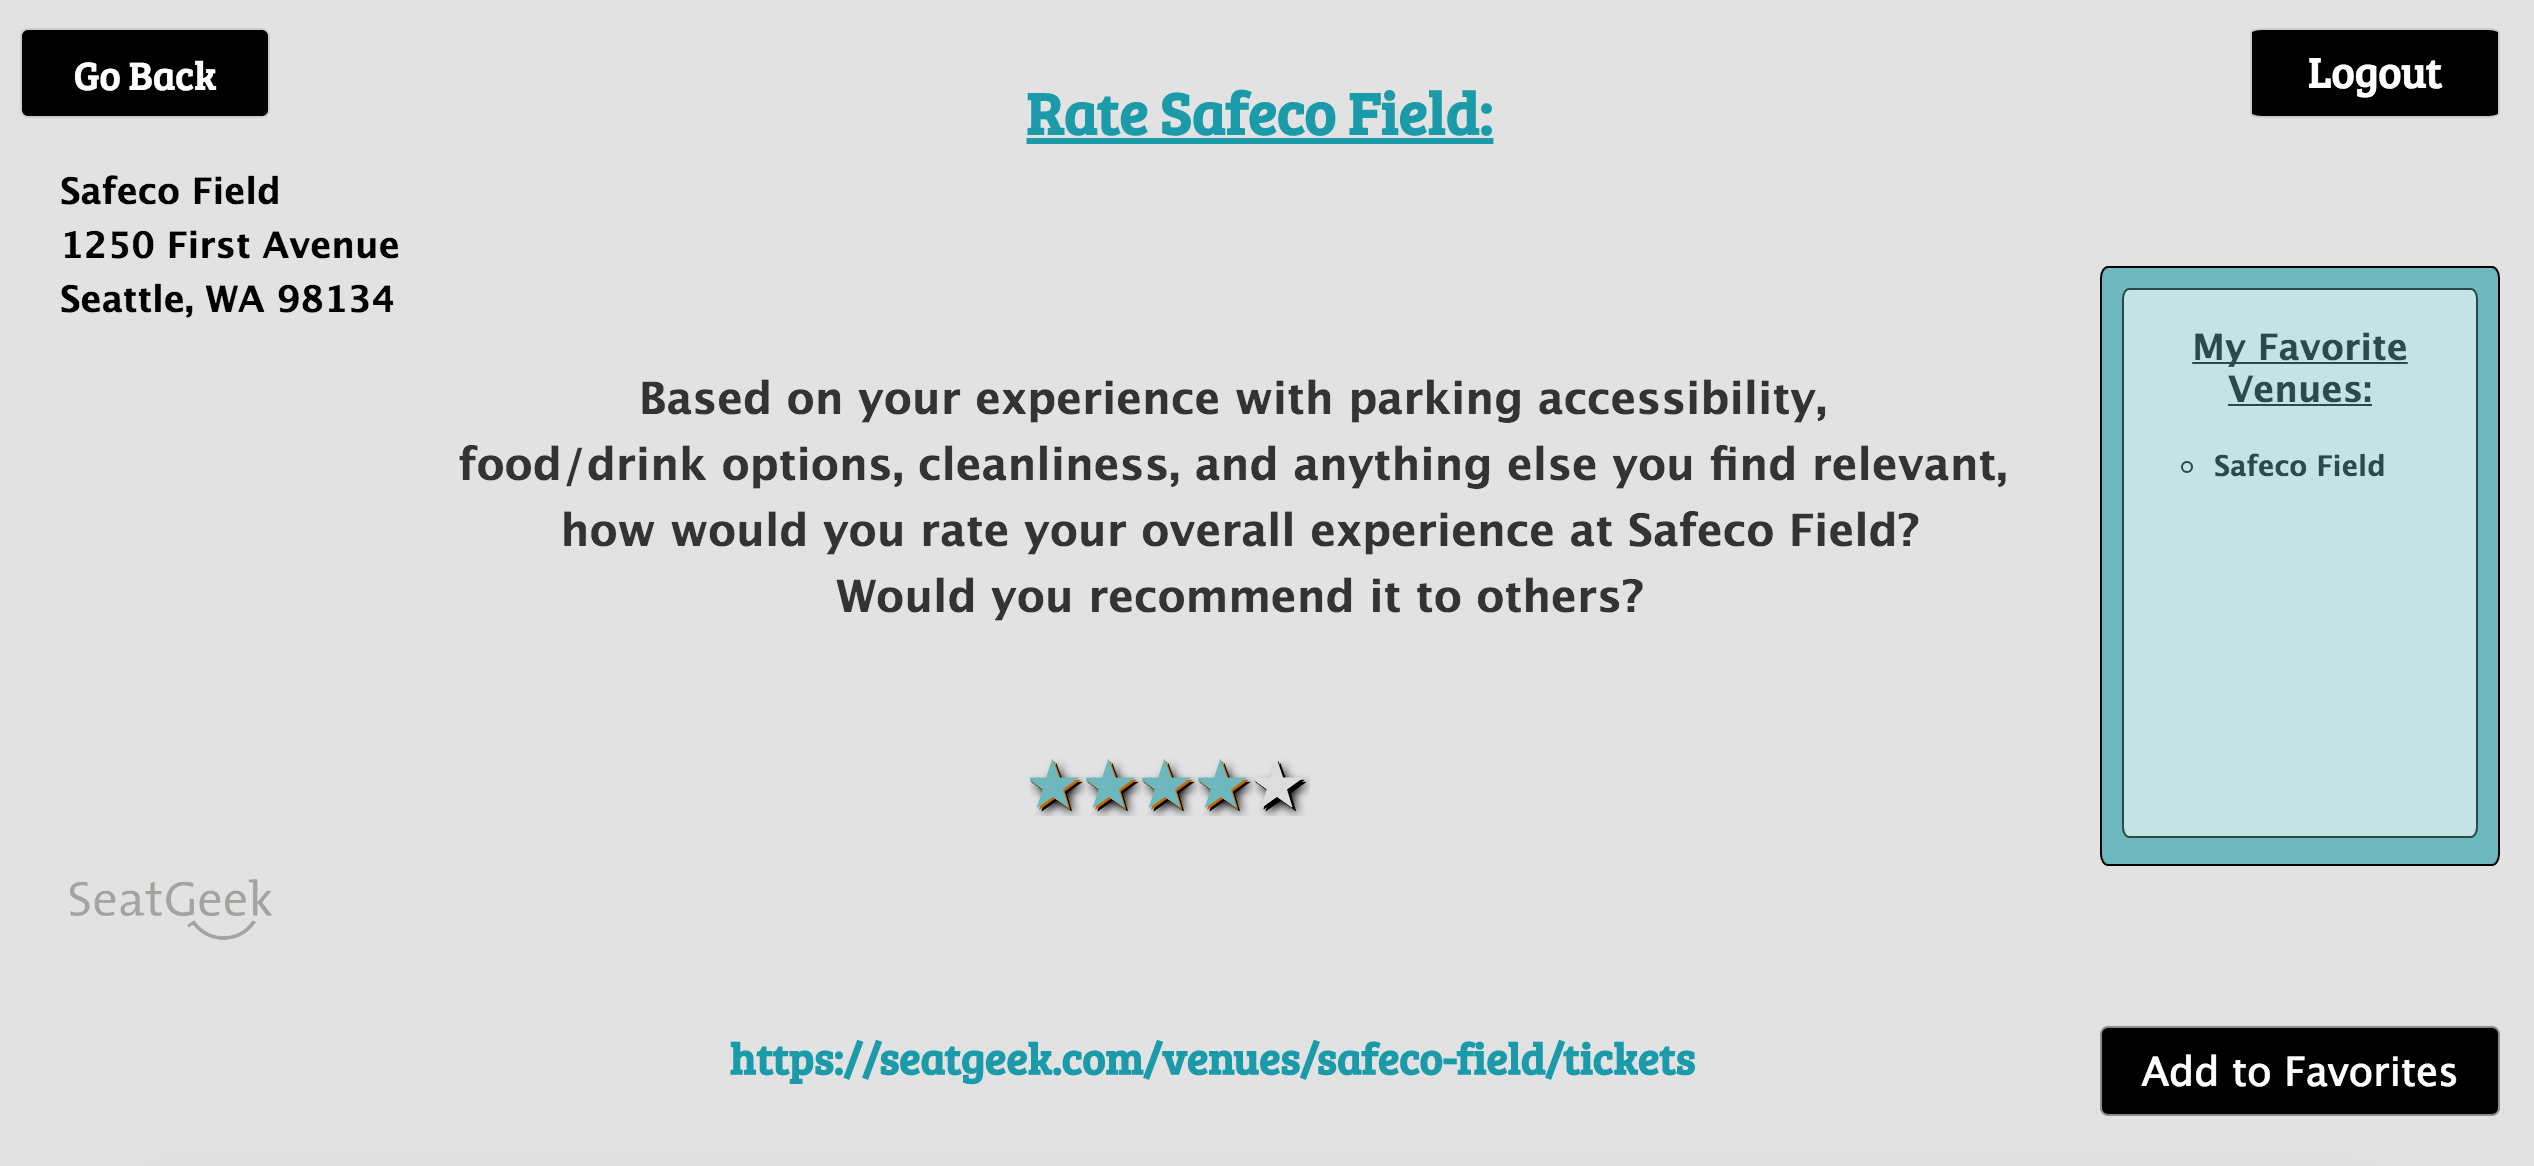 Go Back
Logout
Rate Safeco Field:
Safeco Field
1250 First Avenue
Seattle, WA 98134
Based on your experience with parking accessibility,
food/drink options, cleanliness, and anything else you find relevant,
how would you rate your overall experience at Safeco Field?
Would you recommend it to others?
My Favorite
Venues:
Safeco Field
SeatGeek
https://seatgeek.com/venues/safeco-field/tickets
Add to Favorites